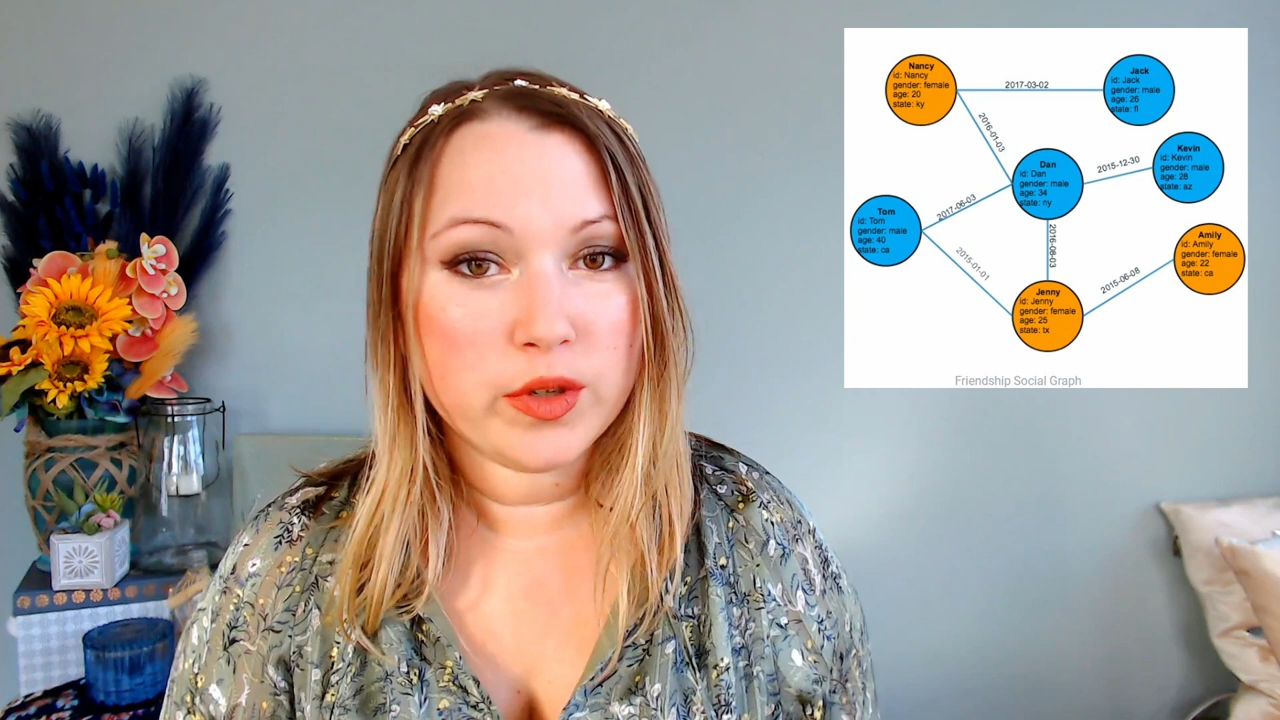 Nancy
id: Nancy
gender: female
age: 20
state: ky
2017-03-02
Jack
id: Jack
gender: male
age: 26
state: fl
2016-01-03
Dan
id: Dan
gender: male
age: 34
state: ny
2015-12-30
Kevin
id: Kevin
gender: male
age: 28
state: az
Tom
id: Tom
gender: male
age: 40
state: ca
2017-06-03
2016-08-03
2015-01-01
Amily
id: Amily
gender: female
age: 22
state: ca
2015-06-08
Jenny
id: Jenny
gender: female
age: 25
state: tx
Friendship Social Graph